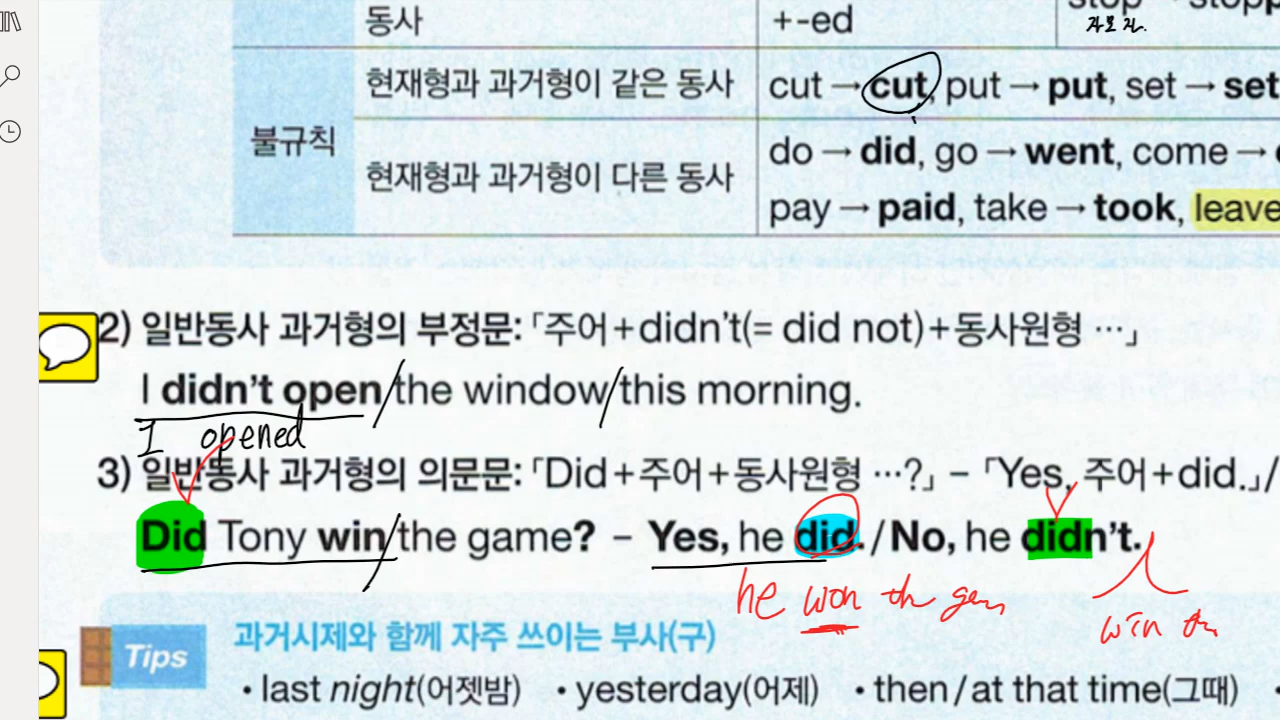 동사 +-ed
자모자.
현재형과 과거형이 같은 동사 cut → cut, put → put, set → set
불규칙
현재형과 과거형이 다른 동사 do → did, go → went, come →
pay → paid, take → took, leave
2) 일반동사 과거형의 부정문: 「주어+didn't(= did not)+동사원형 …」
I didn't open/the window/this morning.
I opened
3) 일반동사 과거형의 의문문: 「Did+주어+동사원형 …?」 – 「Yes, 주어+did.」/
Did Tony win/the game? – Yes, he did. / No, he didn't.
he won th
win th
Tips 과거시제와 함께 자주 쓰이는 부사(구)
• last night(어젯밤) • yesterday(어제) • then/at that time(그때) •